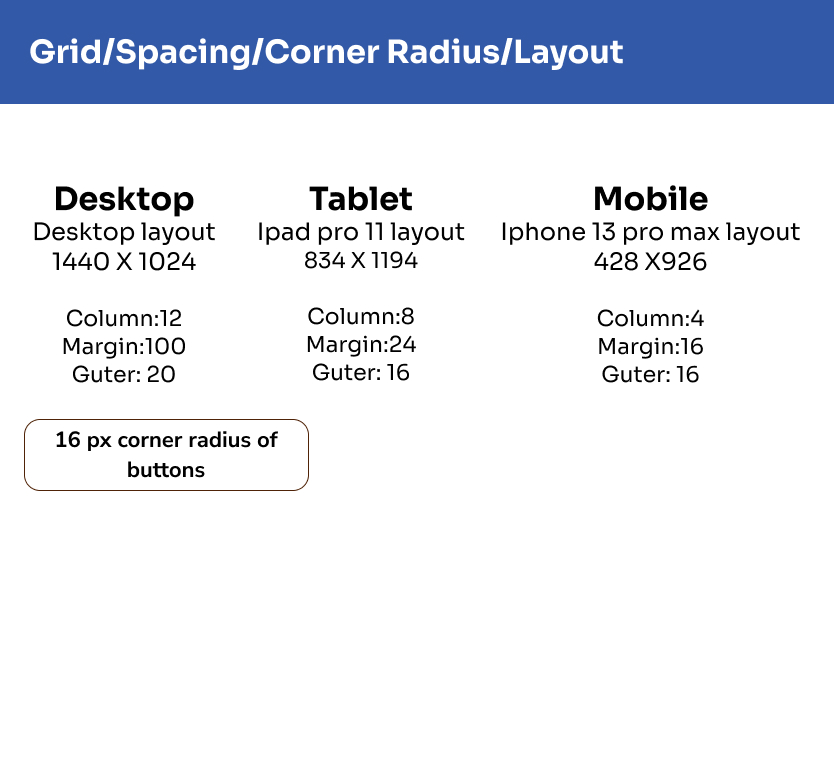 Grid/Spacing/Corner Radius/Layout
Desktop
Desktop layout
1440 X 1024
Column:12
Margin:100
Guter: 20
Tablet
Ipad pro 11 layout
834 X 1194
Column:8
Margin:24
Guter: 16
Mobile
Iphone 13 pro max layout
428 X926
Column:4
Margin:16
Guter: 16
16 px corner radius of
buttons